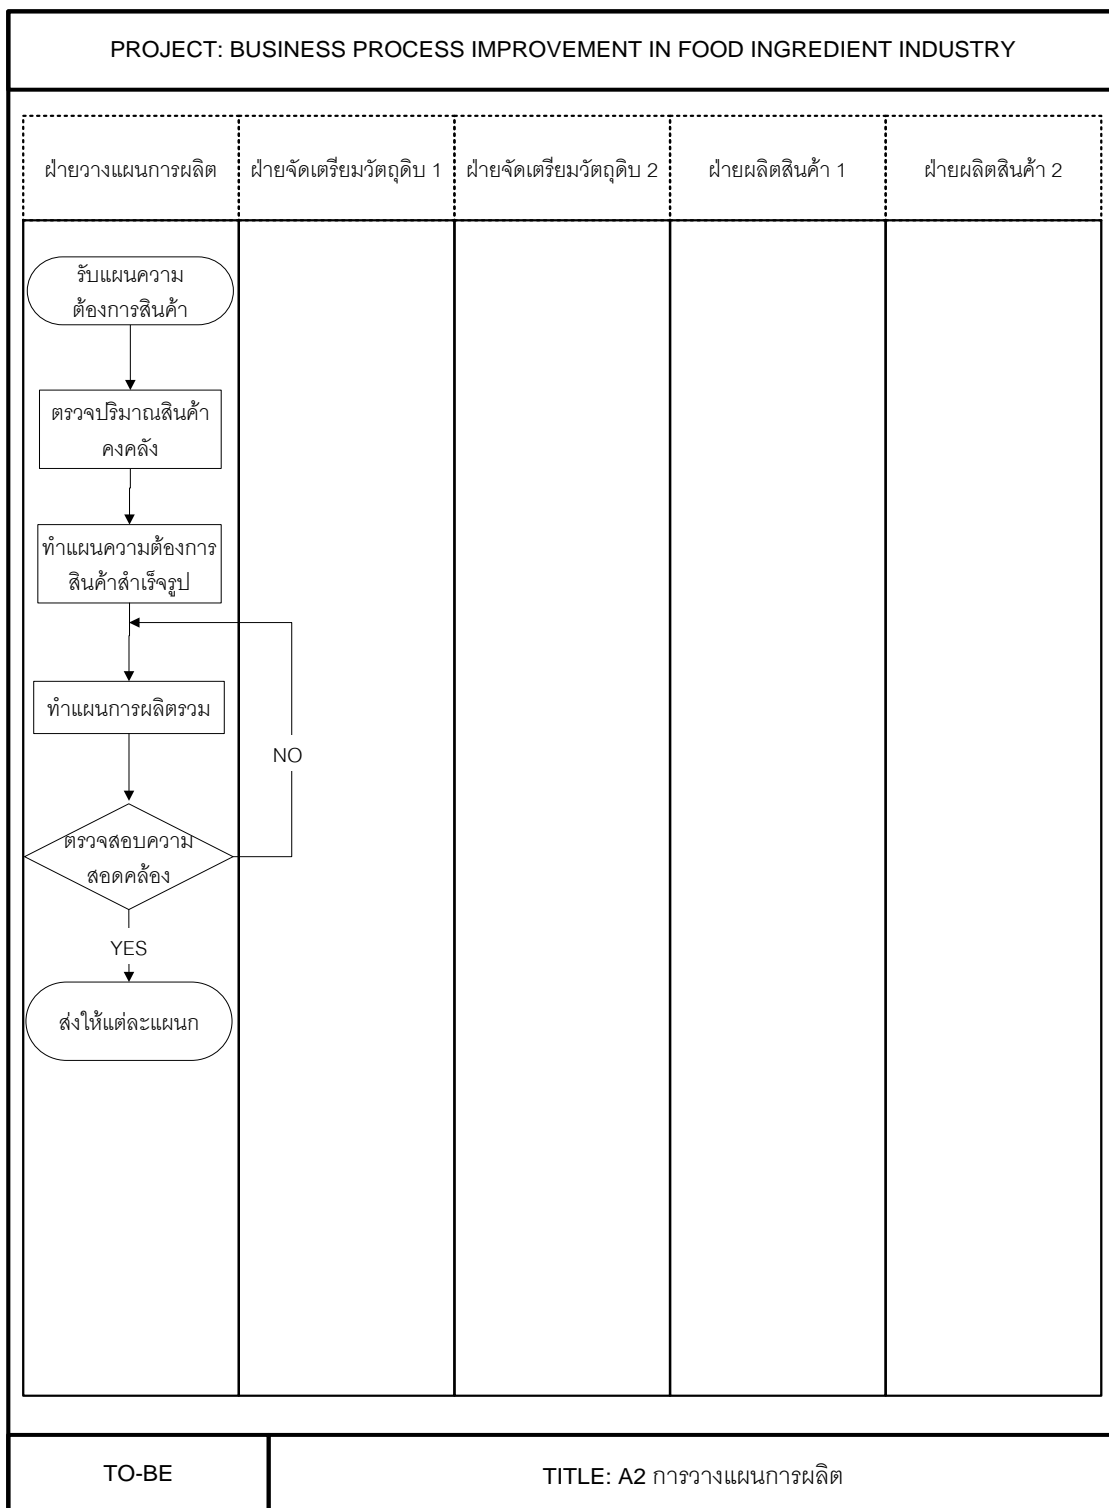 PROJECT: BUSINESS PROCESS IMPROVEMENT IN FOOD INGREDIENT INDUSTRY
ฝ่ายวางแผนการผลิต
ฝ่ายจัดเตรียมวัตถุดิบ 1
ฝ่ายจัดเตรียมวัตถุดิบ 2
ฝ่ายผลิตสินค้า 1
ฝ่ายผลิตสินค้า 2
รับแผนความ
ต้องการสินค้า
ตรวจปริมาณสินค้า
คงคลัง
ทำแผนความต้องการ
สินค้าสำเร็จรูป
ทำแผนการผลิตรวม
NO
ตรวจสอบความ
สอดคล้อง
YES
ส่งให้แต่ละแผนก
TO-BE
TITLE: A2 การวางแผนการผลิต